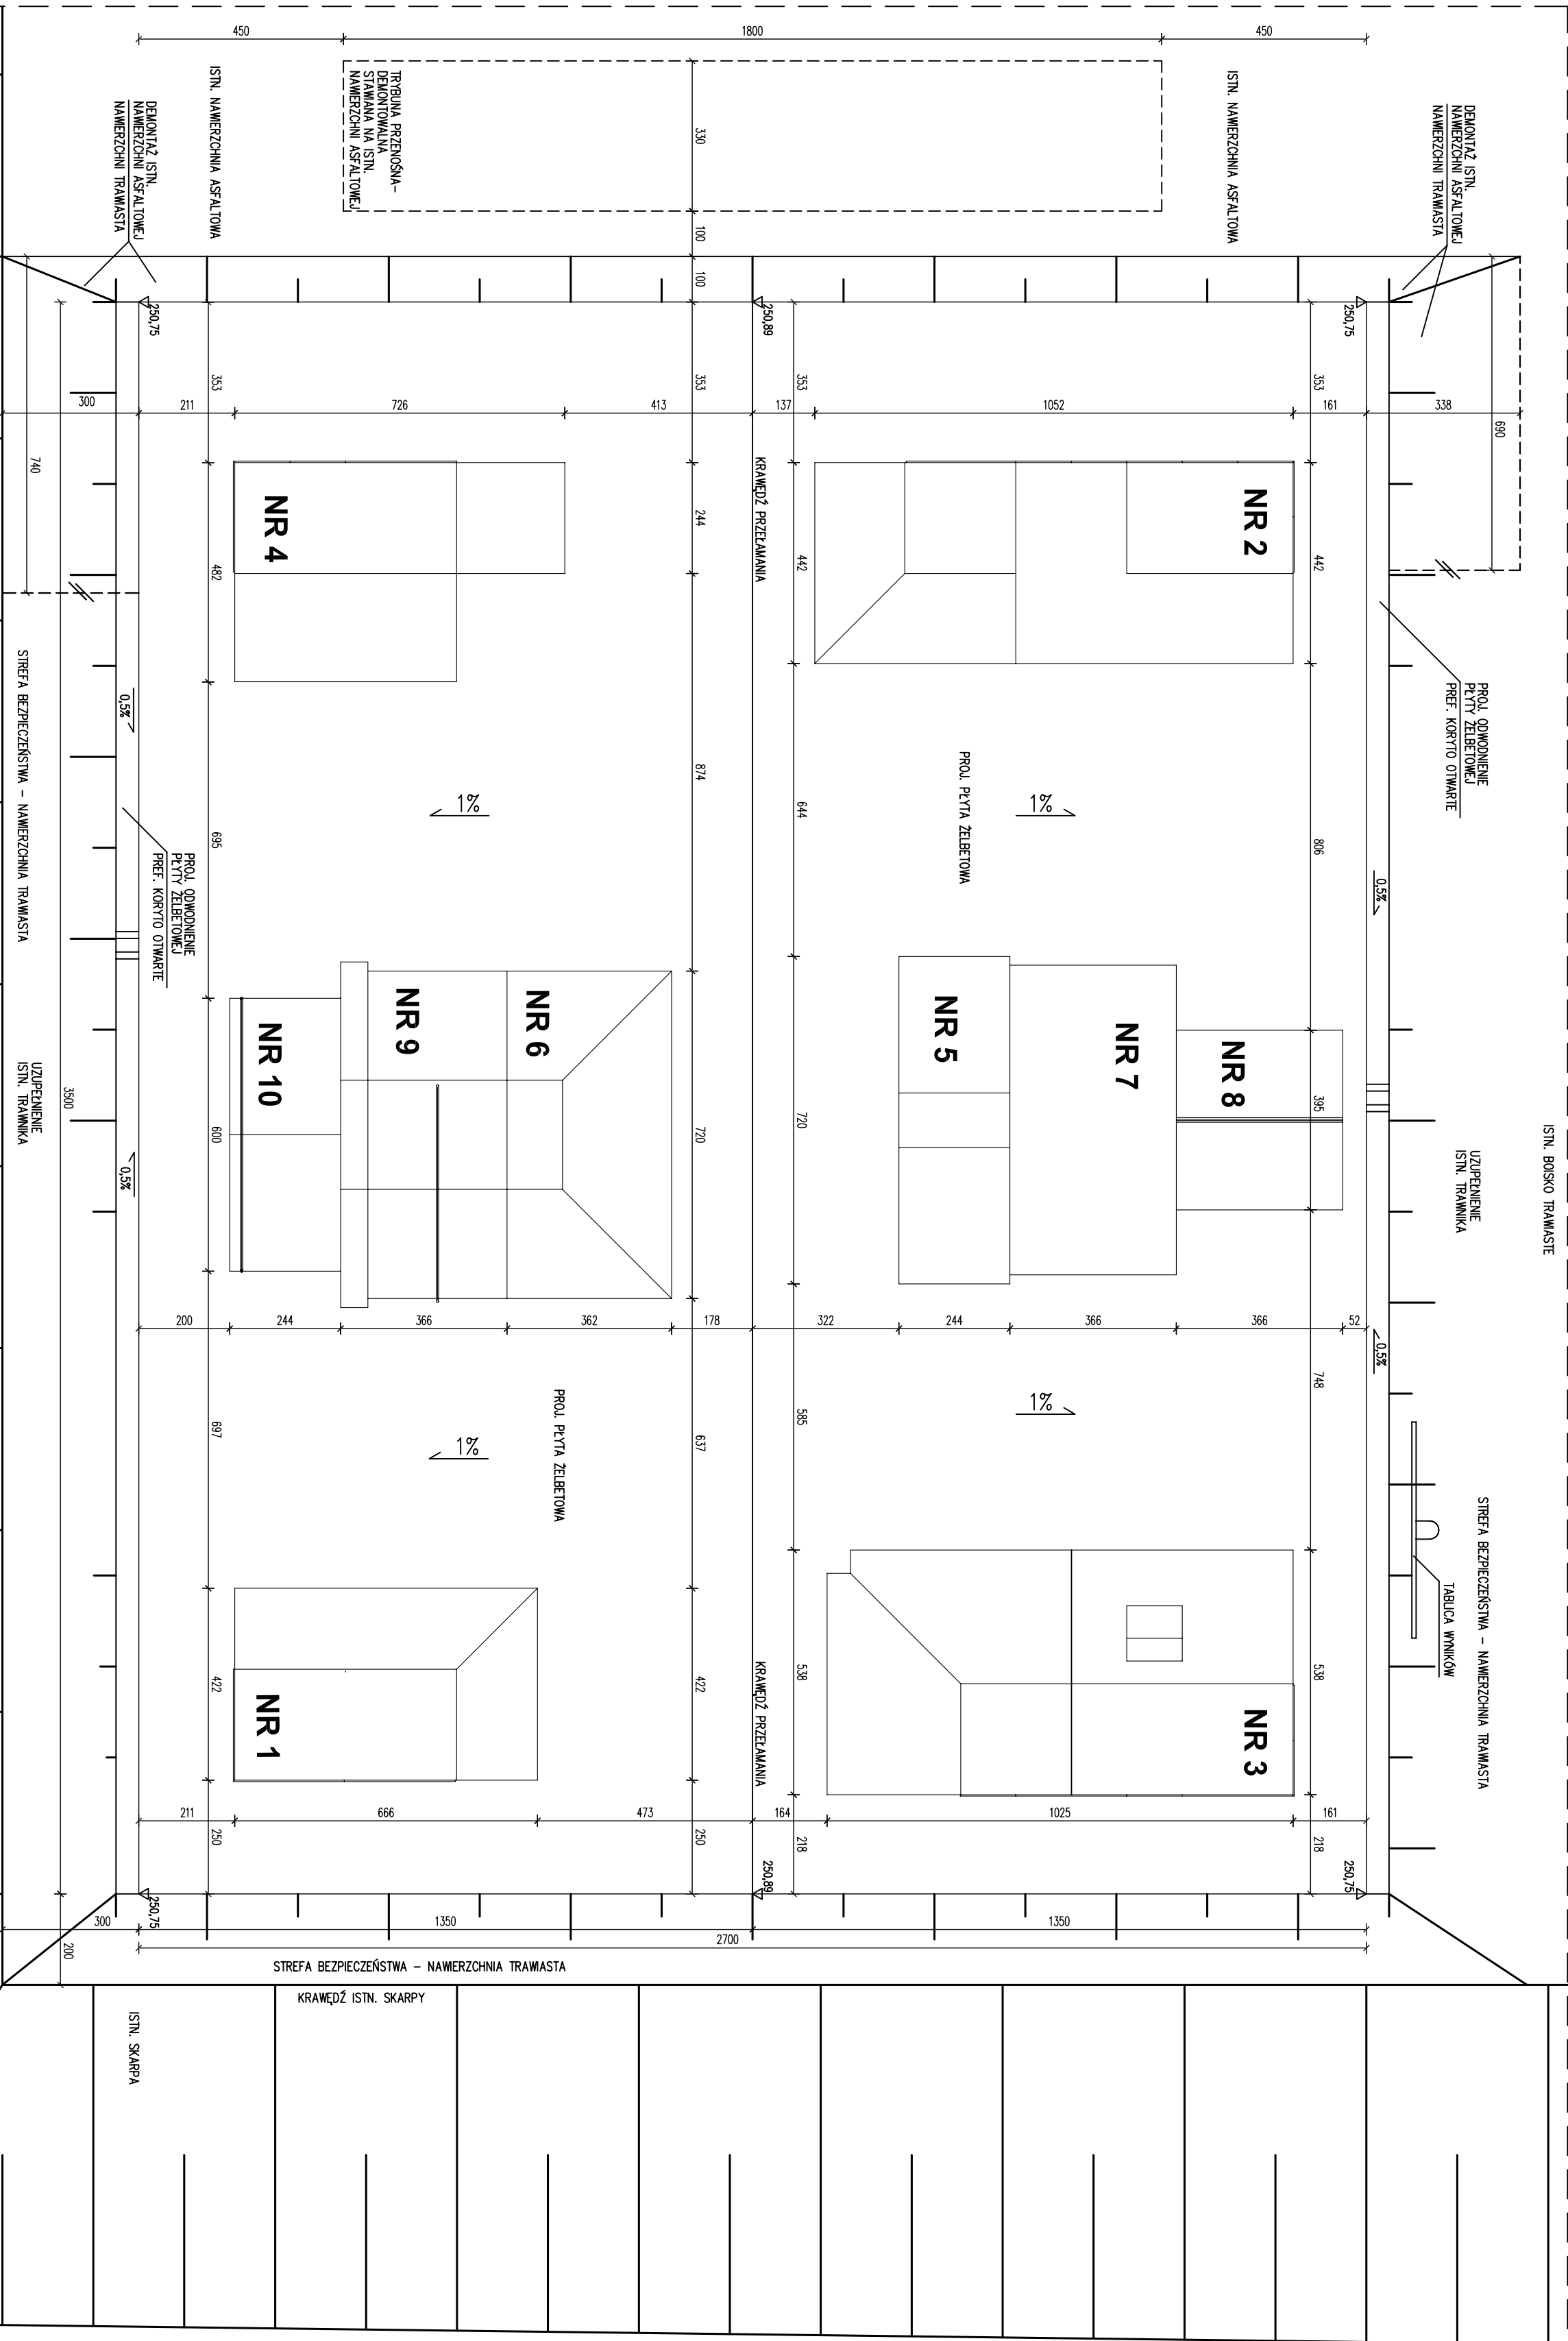 450
1800
450
ISTN. NAWIERZCHNIA ASFALTOWA
TRYBUNA PRZENOŚNA-
DEMONTOWALNA
STAWIANA NA ISTN.
NAWIERZCHNI ASFALTOWEJ
330
ISTN. NAWIERZCHNIA ASFALTOWA
DEMONTAŻ ISTN.
NAWIERZCHNI ASFALTOWEJ
NAWIERZCHNI TRAWIASTA
DEMONTAŻ ISTN.
NAWIERZCHNI ASFALTOWEJ
NAWIERZCHNI TRAWIASTA
100
100
250,75
250,89
250,75
353
353
353
353
690
300
211
726
413
137
1052
161
338
740
KRAWĘDŹ PRZEŁAMANIA
NR 4
NR 2
482
244
442
442
STREFA BEZPIECZEŃSTWA - NAWIERZCHNIA TRAWIASTA
0,5%
PROJ. ODWODNIENIE
PŁYTY ŻELBETOWEJ
PREF. KORYTO OTWARTE
1%
874
644
PROJ. PŁYTA ŻELBETOWA
1%
806
695
PROJ. ODWODNIENIE
PŁYTY ŻELBETOWEJ
PREF. KORYTO OTWARTE
0,5%
NR 10
NR 9
NR 6
NR 5
NR 7
NR 8
UZUPEŁNIENIE
ISTN. TRAWNIKA
3500
0,5%
600
720
720
395
UZUPEŁNIENIE
ISTN. TRAWNIKA
ISTN. BOISKO TRAWIASTE
200
244
366
362
178
322
244
366
366
52
0,5%
697
1%
PROJ. PŁYTA ŻELBETOWA
637
585
1%
748
STREFA BEZPIECZEŃSTWA - NAWIERZCHNIA TRAWIASTA
TABLICA WYNIKÓW
NR 1
422
422
KRAWĘDŹ PRZEŁAMANIA
538
538
NR 3
211
666
473
164
1025
161
250
250
218
218
250,75
250,89
250,75
300
1350
1350
2700
200
STREFA BEZPIECZEŃSTWA - NAWIERZCHNIA TRAWIASTA
KRAWĘDŹ ISTN. SKARPY
ISTN. SKARPA